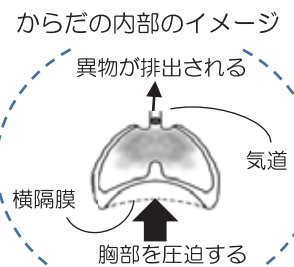 からだの内部のイメージ
異物が排出される
気道
横隔膜
胸部を圧迫する